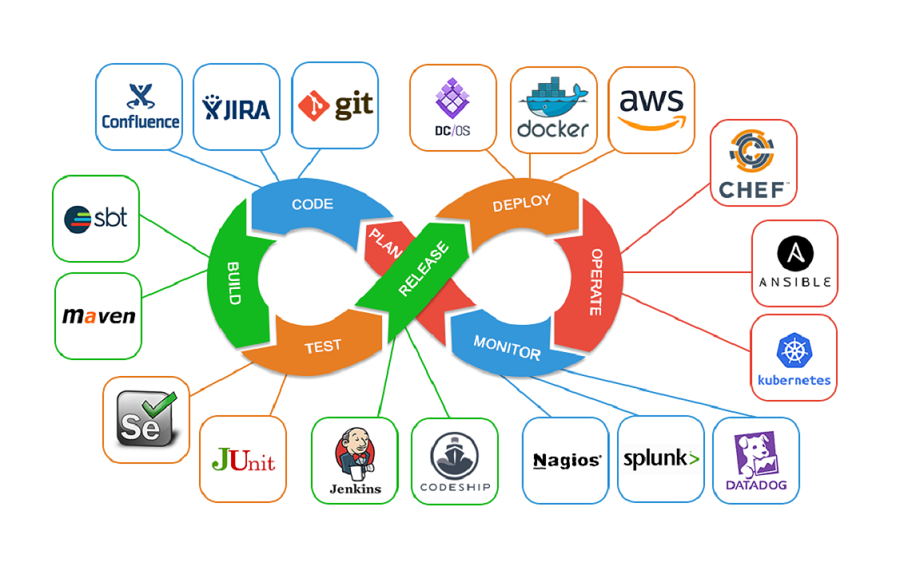 Confluence
JIRA
git
DC/OS
docker
aws
CHEF™
sbt
CODE
PLAN
RELEASE
DEPLOY
OPERATE
ANSIBLE
BUILD
maven
TEST
MONITOR
kubernetes
Se
JUnit
Jenkins
CODESHIP
Nagios®
splunk>
DATADOG